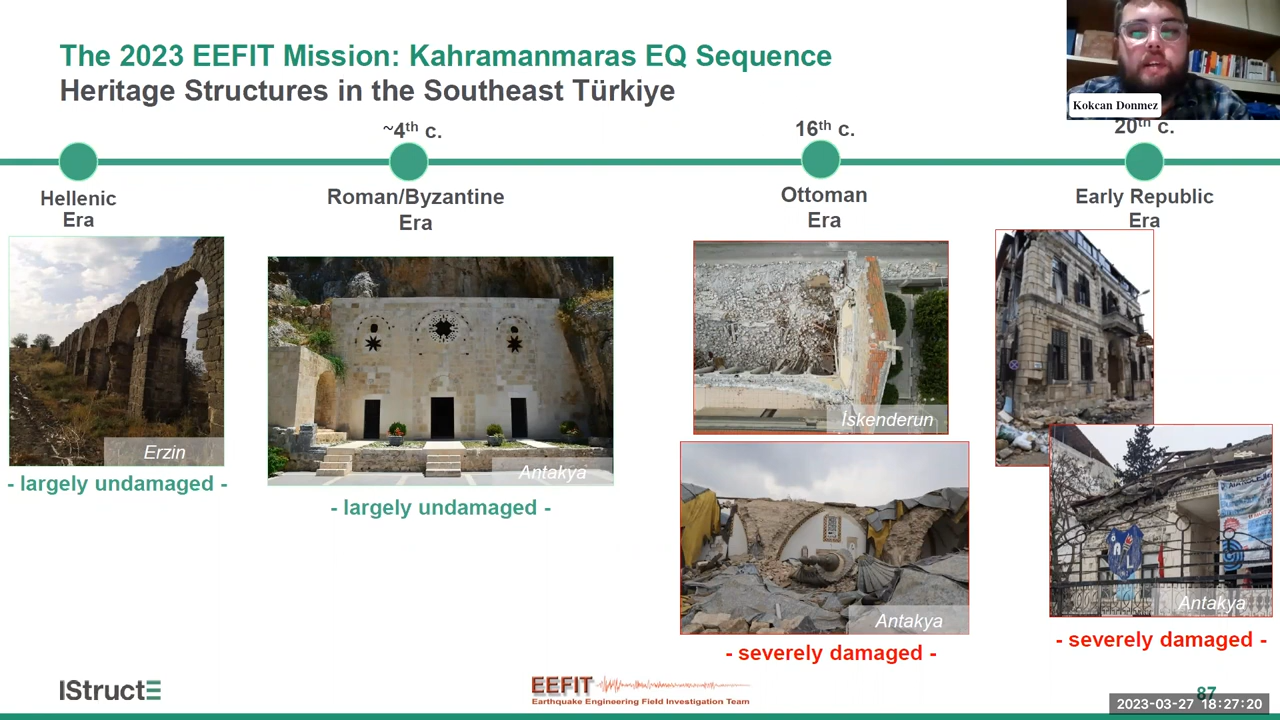 The 2023 EEFIT Mission: Kahramanmaras EQ Sequence
Heritage Structures in the Southeast Türkiye
Kokcan Donmez
~4th c.
16th c.
20th c.
Hellenic
Era
Roman/Byzantine
Era
Ottoman
Era
Early Republic
Era
Erzin
- largely undamaged -
Antakya
- largely undamaged -
İskenderun
Antakya
- severely damaged -
Antakya
- severely damaged -
IStructE
EEFIT
Earthquake Engineering Field Investigation Team
87
2023-03-27 18:27:20